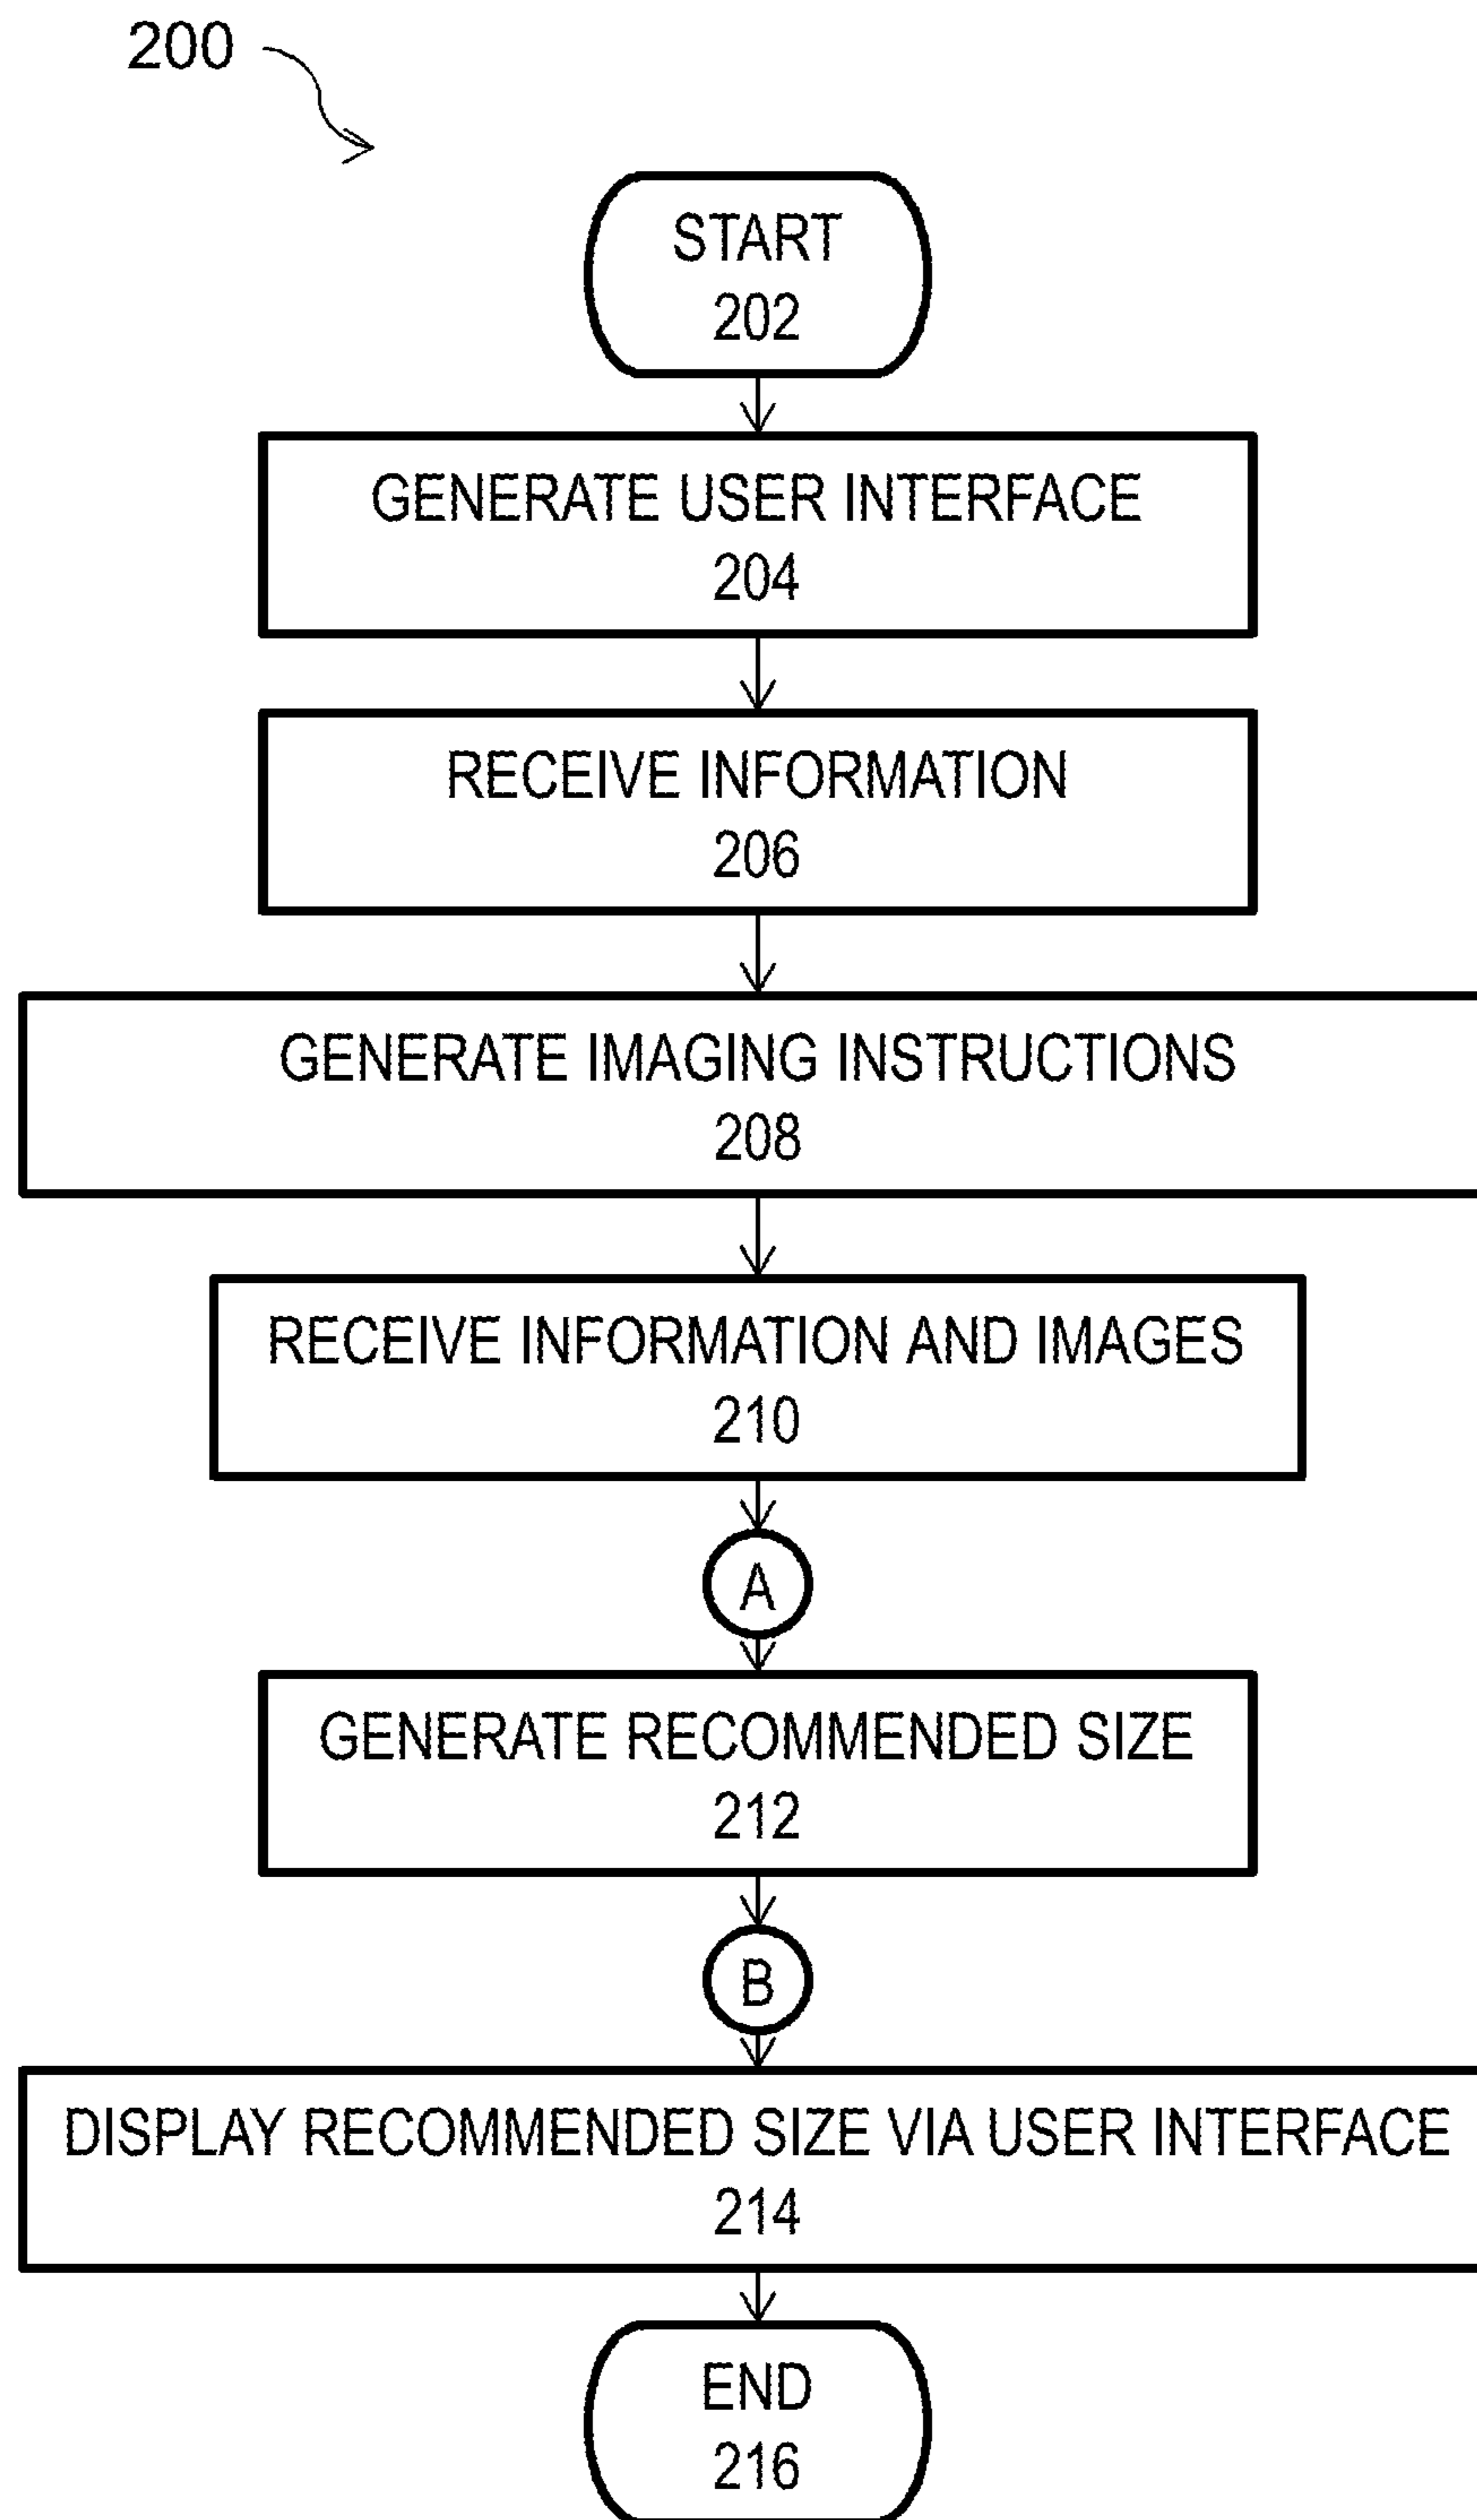 200
START
202
GENERATE USER INTERFACE
204
RECEIVE INFORMATION
206
GENERATE IMAGING INSTRUCTIONS
208
RECEIVE INFORMATION AND IMAGES
210
A
GENERATE RECOMMENDED SIZE
212
B
DISPLAY RECOMMENDED SIZE VIA USER INTERFACE
214
END
216